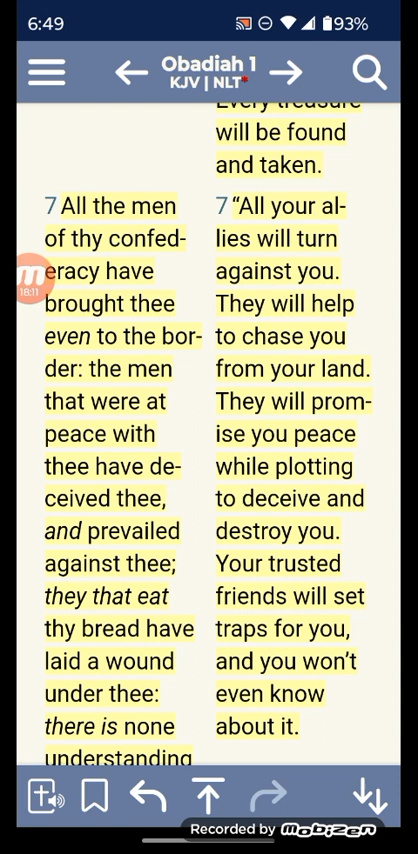 6:49
93%
Obadiah 1
KJV | NLT*
Every treasure
will be found
and taken.
7 All the men
of thy confed-
eracy have
brought thee
even to the bor-
der: the men
that were at
peace with
thee have de-
ceived thee,
and prevailed
against thee;
they that eat
thy bread have
laid a wound
under thee:
there is none
understanding
7 “All your al-
lies will turn
against you.
They will help
to chase you
from your land.
They will prom-
ise you peace
while plotting
to deceive and
destroy you.
Your trusted
friends will set
traps for you,
and you won’t
even know
about it.
m
18:11
Recorded by mobizen